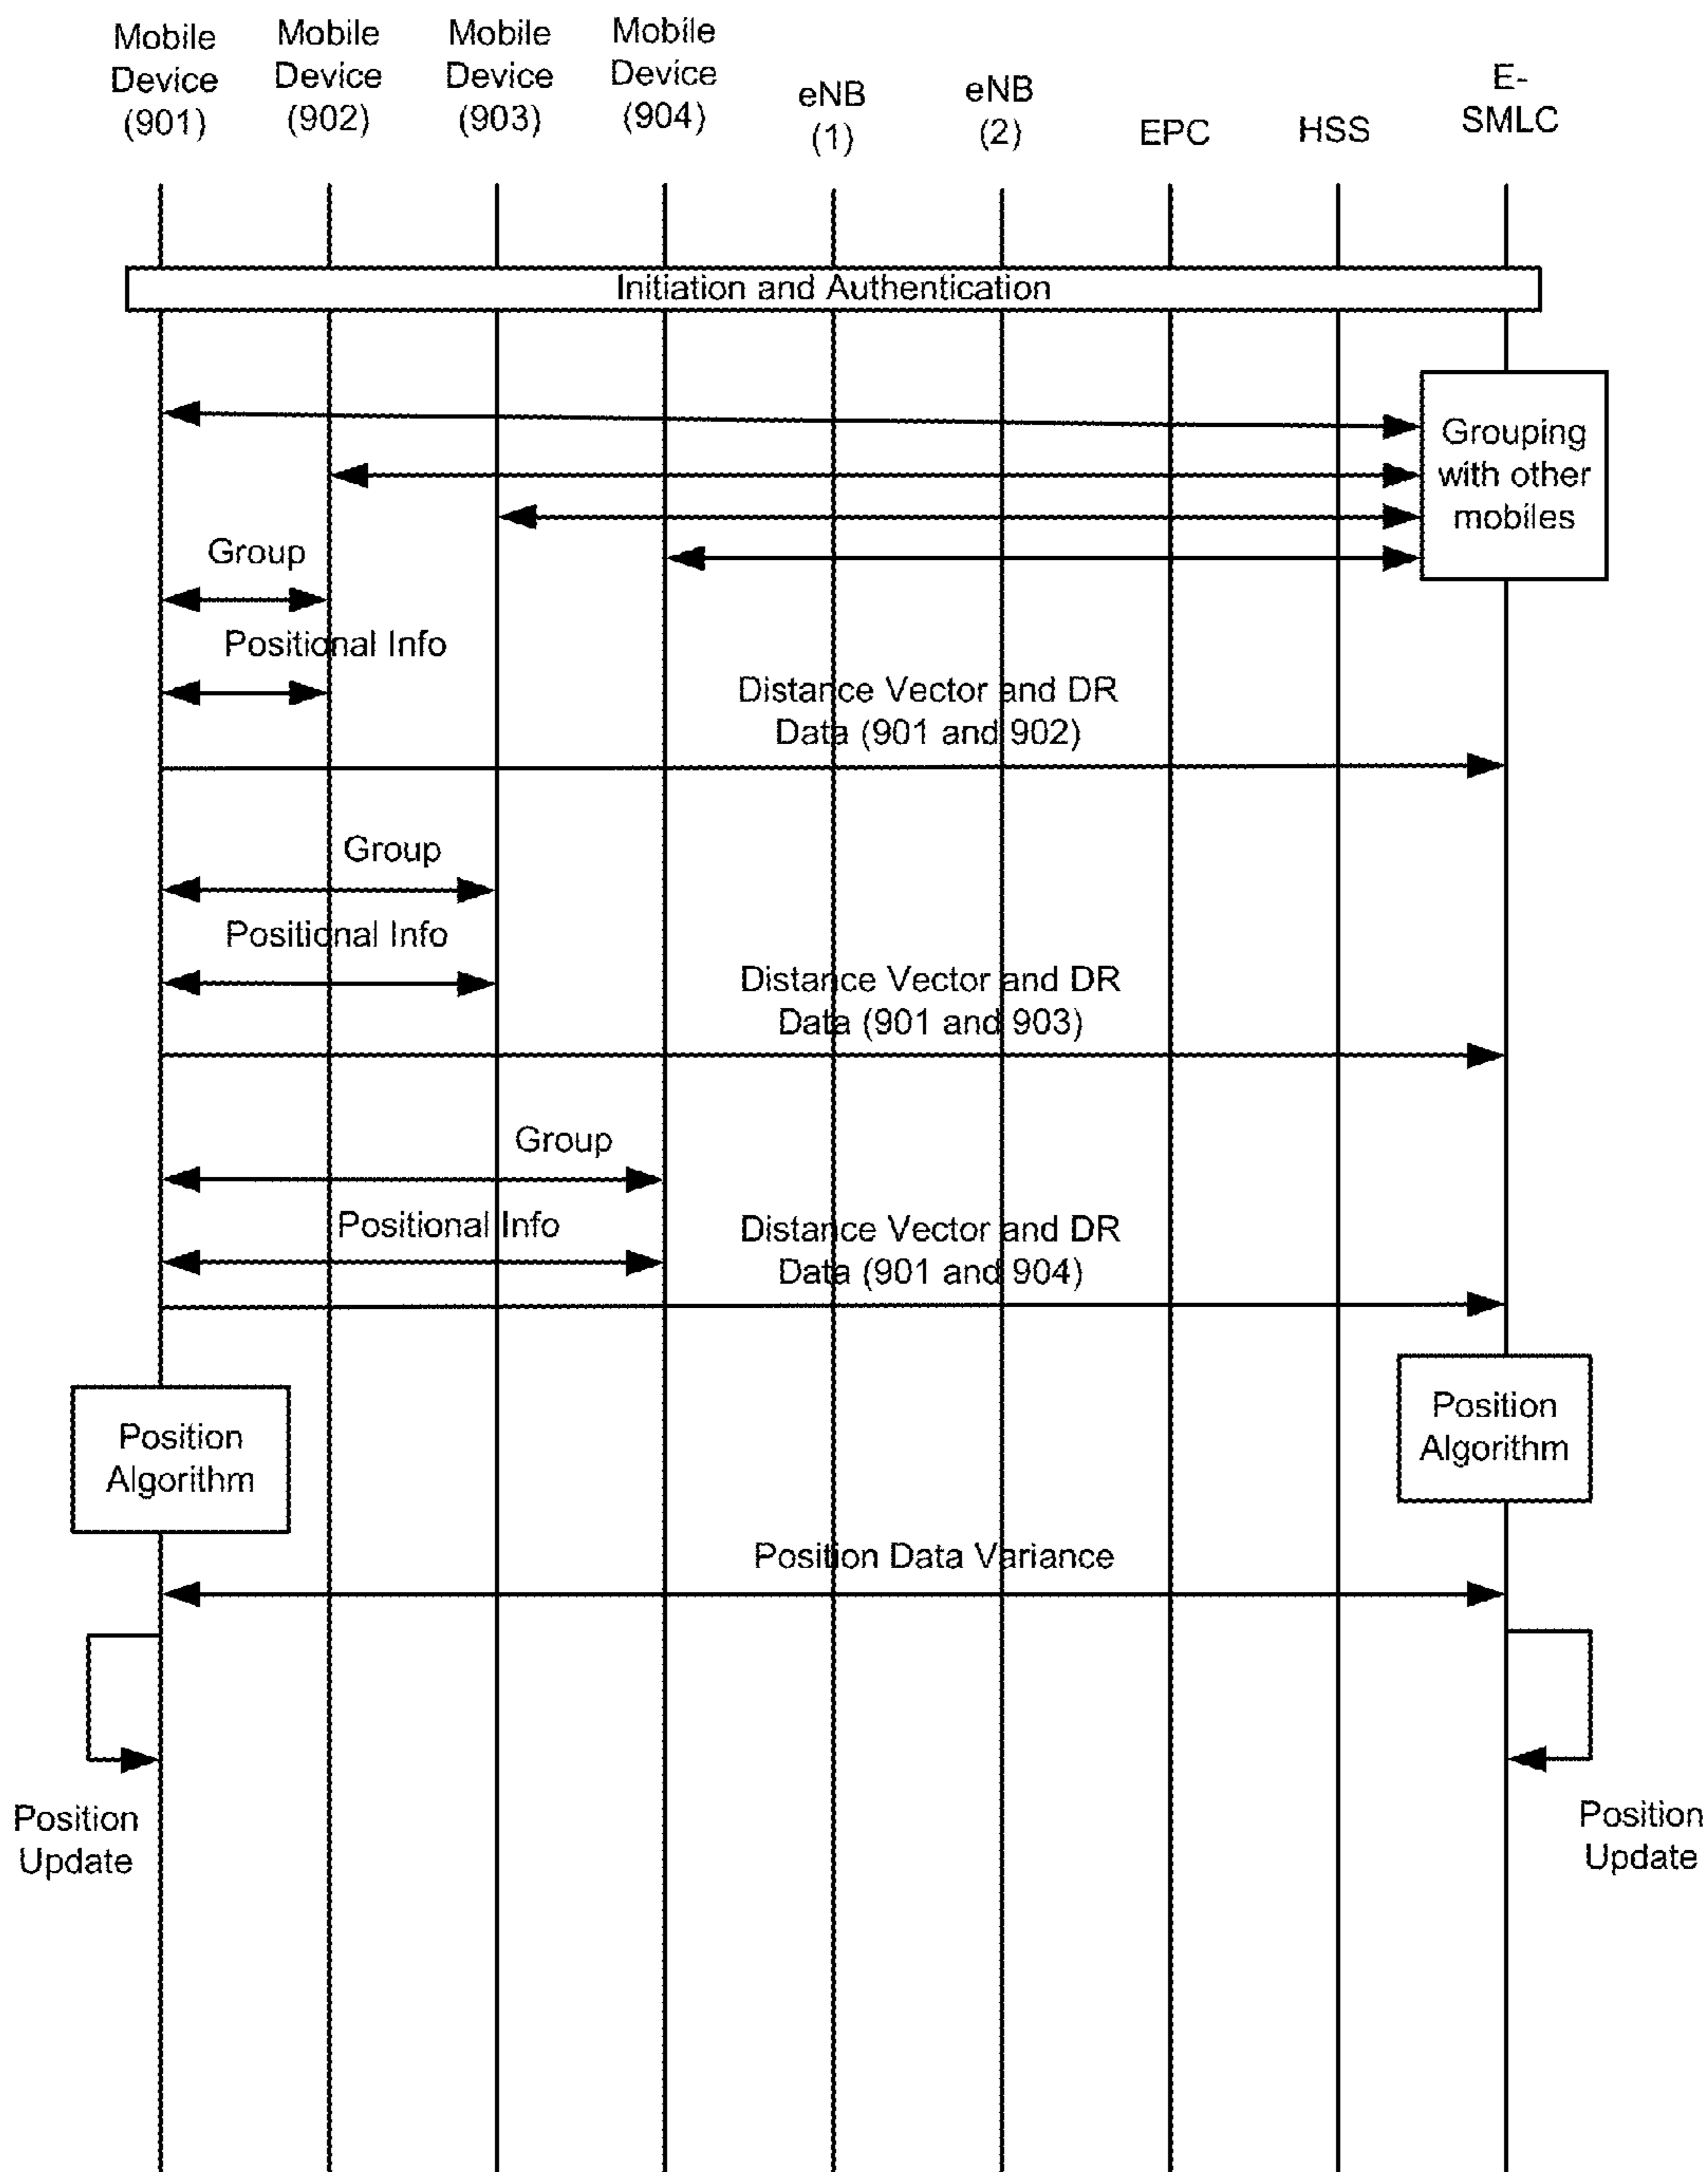 Mobile
Device
(901)
Mobile
Device
(902)
Mobile
Device
(903)
Mobile
Device
(904)
eNB
(1)
eNB
(2)
EPC
HSS
E-
SMLC
Initiation and Authentication
Grouping
with other
mobiles
Group
Positional Info
Distance Vector and DR
Data (901 and 902)
Group
Positional Info
Distance Vector and DR
Data (901 and 903)
Group
Positional Info
Distance Vector and DR
Data (901 and 904)
Position
Algorithm
Position
Algorithm
Position Data Variance
Position
Update
Position
Update